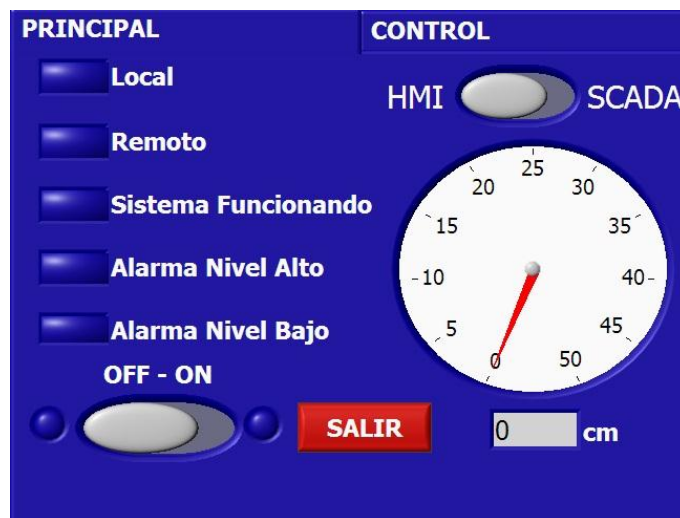 PRINCIPAL
CONTROL
Local
HMI
SCADA
Remoto
Sistema Funcionando
Alarma Nivel Alto
Alarma Nivel Bajo
OFF - ON
0
5
10
15
20
25
30
35
40
45
50
SALIR
0 cm